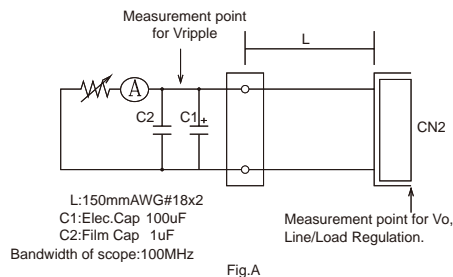 Measurement point
for Vripple
L
A
C2
C1
+
CN2
L:150mmAWG#18x2
C1:Elec.Cap 100uF
C2:Film Cap 1uF
Bandwidth of scope:100MHz
Measurement point for Vo,
Line/Load Regulation.
Fig.A